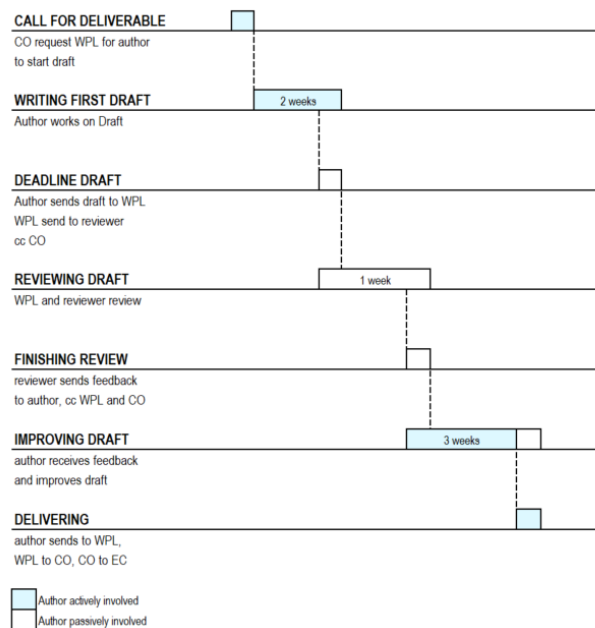 CALL FOR DELIVERABLE
CO request WPL for author
to start draft
WRITING FIRST DRAFT
2 weeks
Author works on Draft
DEADLINE DRAFT
Author sends draft to WPL
WPL send to reviewer
cc CO
REVIEWING DRAFT
1 week
WPL and reviewer review
FINISHING REVIEW
reviewer sends feedback
to author, cc WPL and CO
IMPROVING DRAFT
3 weeks
author receives feedback
and improves draft
DELIVERING
author sends to WPL,
WPL to CO, CO to EC
Author actively involved
Author passively involved